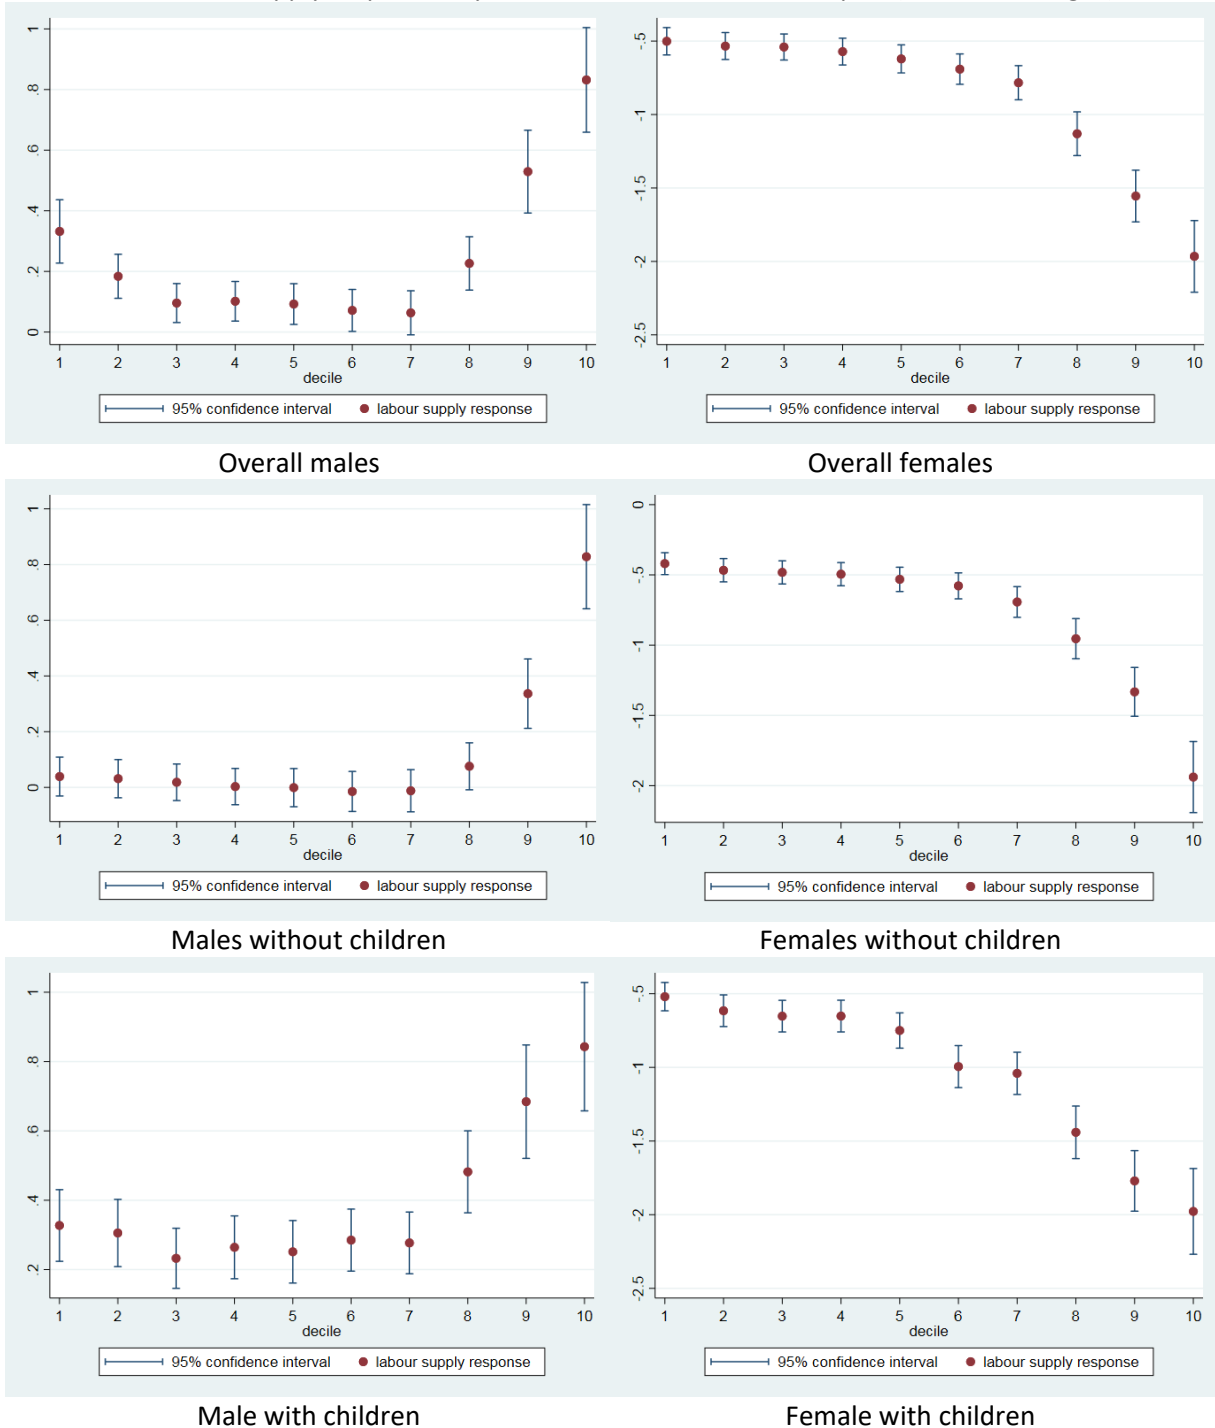 1
.8
.6
.4
.2
0
1 2 3 4 5 6 7 8 9 10
decile
95% confidence interval labour supply response
-.5
-1
-1.5
-2
-2.5
1 2 3 4 5 6 7 8 9 10
decile
95% confidence interval labour supply response
Overall males Overall females
1
.8
.6
.4
.2
0
1 2 3 4 5 6 7 8 9 10
decile
95% confidence interval labour supply response
0
-.5
-1
-1.5
-2
1 2 3 4 5 6 7 8 9 10
decile
95% confidence interval labour supply response
Males without children Females without children
1
.8
.6
.4
.2
1 2 3 4 5 6 7 8 9 10
decile
95% confidence interval labour supply response
-.5
-1
-1.5
-2
-2.5
1 2 3 4 5 6 7 8 9 10
decile
95% confidence interval labour supply response
Male with children Female with children